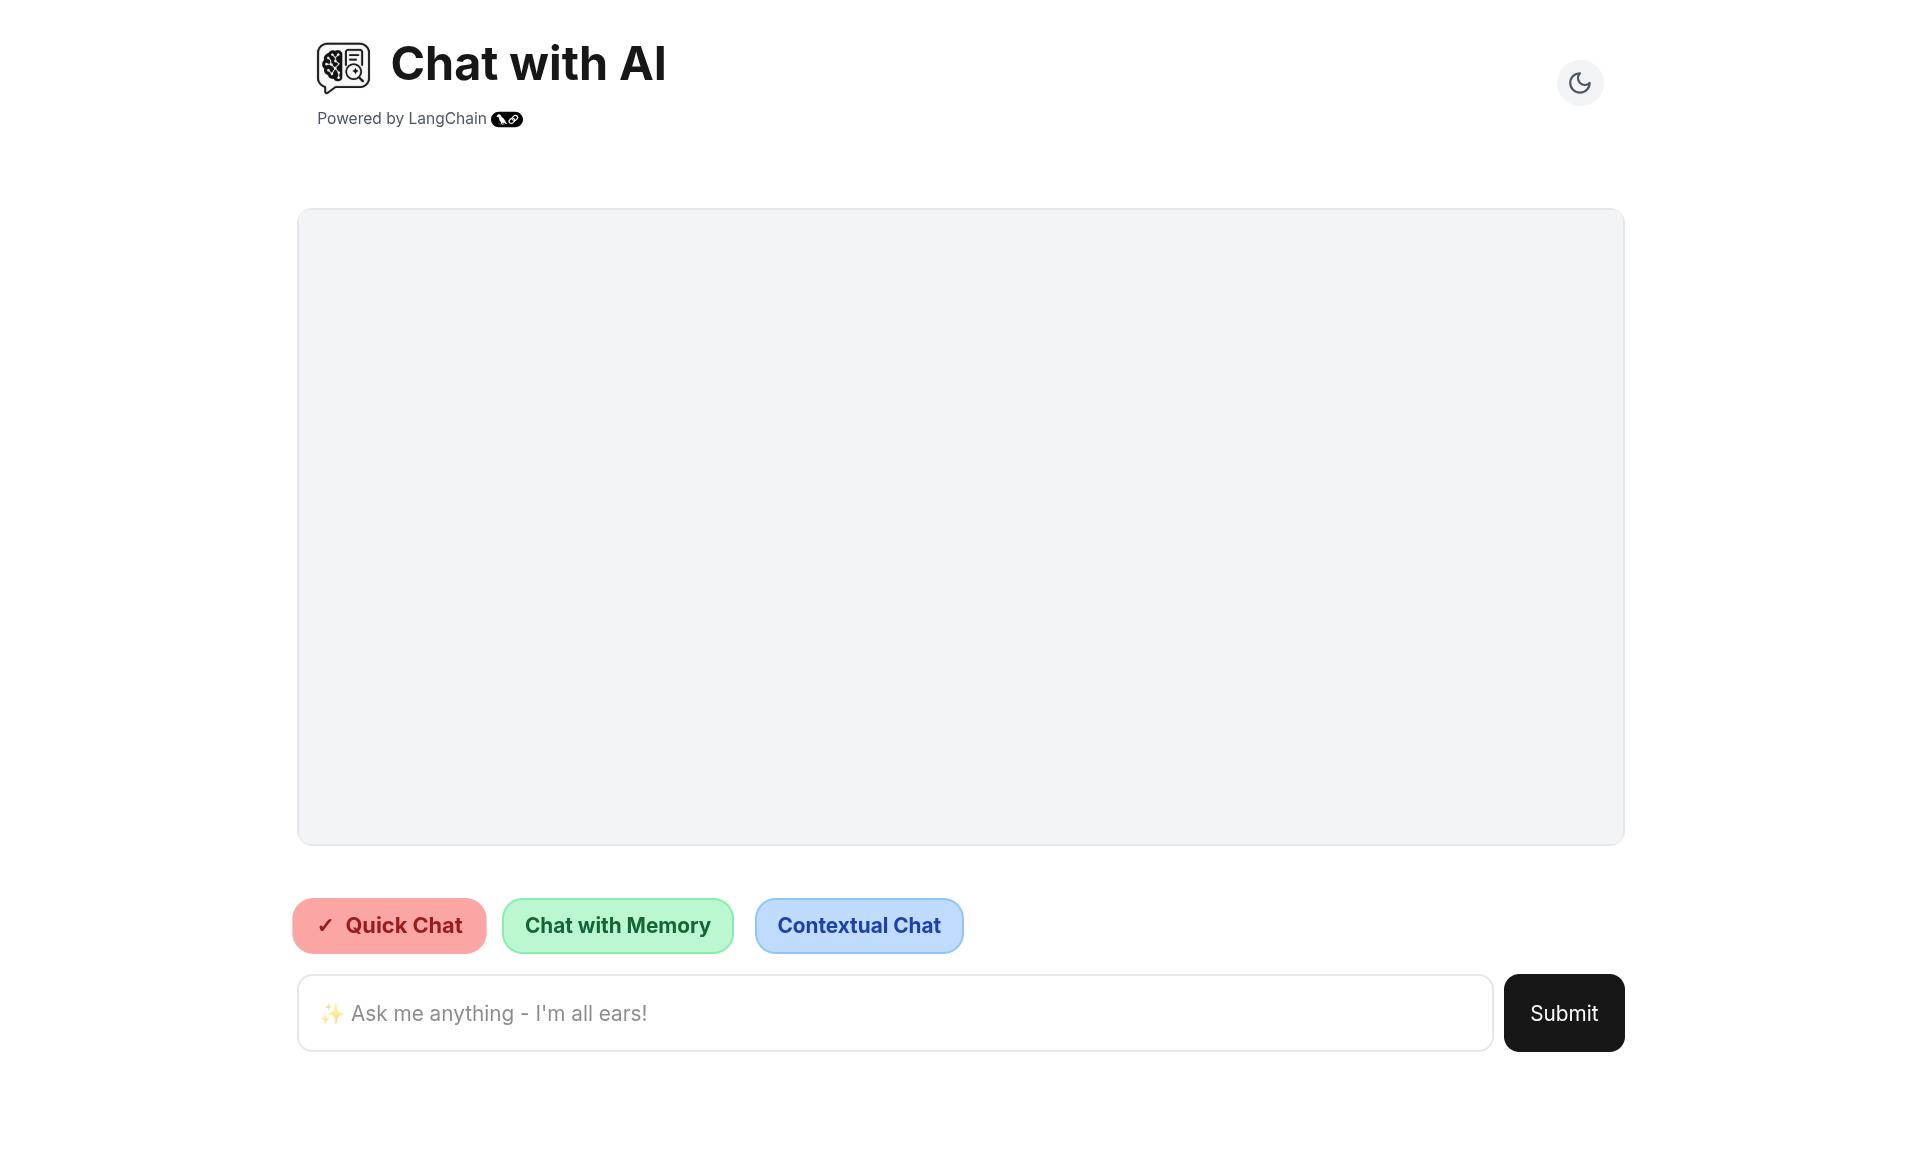 Chat with AI
Powered by LangChain
✓ Quick Chat
Chat with Memory
Contextual Chat
✨ Ask me anything - I'm all ears!
Submit